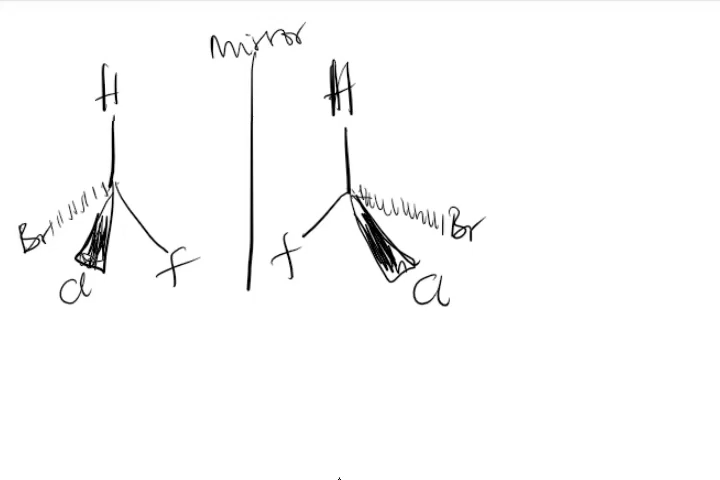 mirror
H H
Br Br
Cl F F Cl